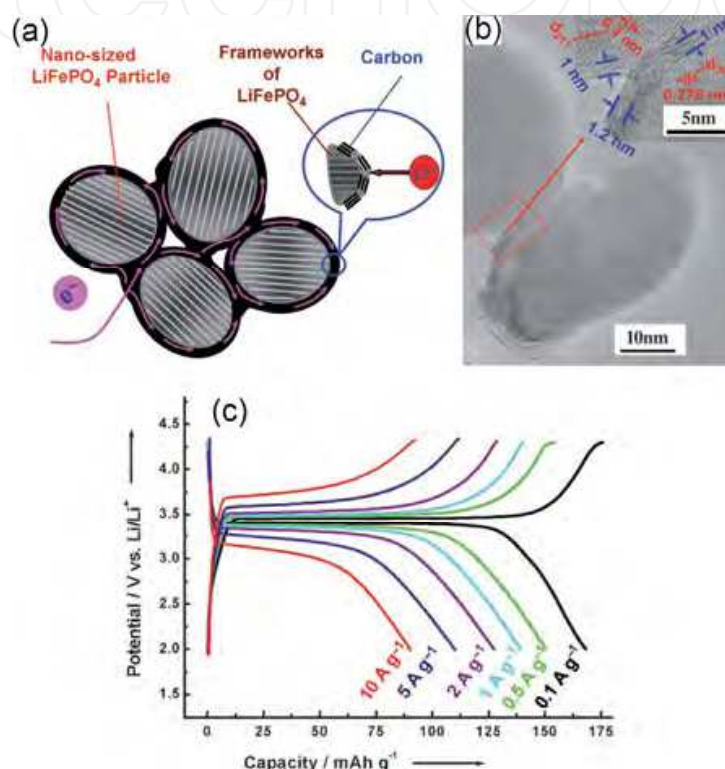 (a)
Nano-sized
LiFePO4 Particle
Frameworks
of
LiFePO4
Carbon
e-
(b)
1 nm
1.2 nm
0.276 nm
5nm
10nm
(c)
Potential / V vs. Li/Li+
4.5
4.0
3.5
3.0
2.5
2.0
1.5
10 A g-1
5 A g-1
2 A g-1
1 A g-1
0.5 A g-1
0.1 A g-1
0
25
50
75
100
125
150
175
Capacity / mAh g-1